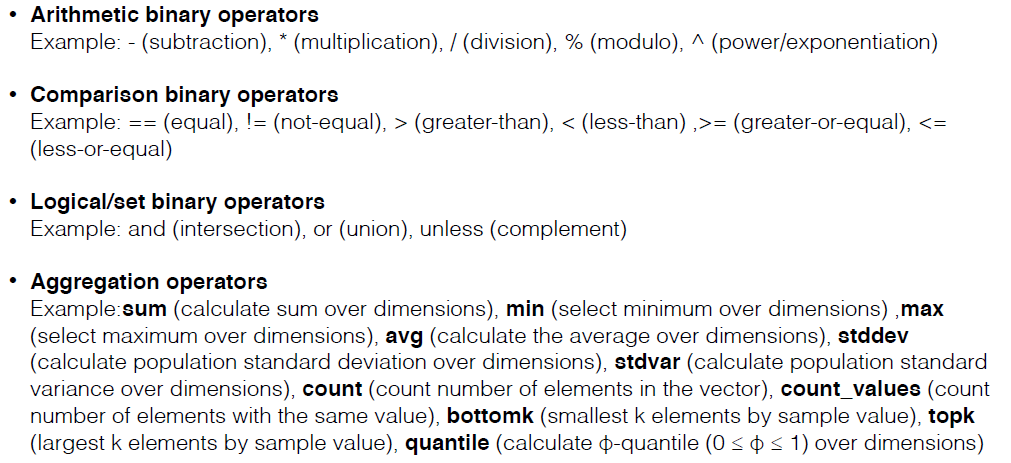 • Arithmetic binary operators
Example: - (subtraction), * (multiplication), / (division), % (modulo), ^ (power/exponentiation)
• Comparison binary operators
Example: == (equal), != (not-equal), > (greater-than), < (less-than) ,>= (greater-or-equal), <=
(less-or-equal)
• Logical/set binary operators
Example: and (intersection), or (union), unless (complement)
• Aggregation operators
Example:sum (calculate sum over dimensions), min (select minimum over dimensions) ,max
(select maximum over dimensions), avg (calculate the average over dimensions), stddev
(calculate population standard deviation over dimensions), stdvar (calculate population standard
variance over dimensions), count (count number of elements in the vector), count_values (count
number of elements with the same value), bottomk (smallest k elements by sample value), topk
(largest k elements by sample value), quantile (calculate φ-quantile (0 ≤ φ ≤ 1) over dimensions)